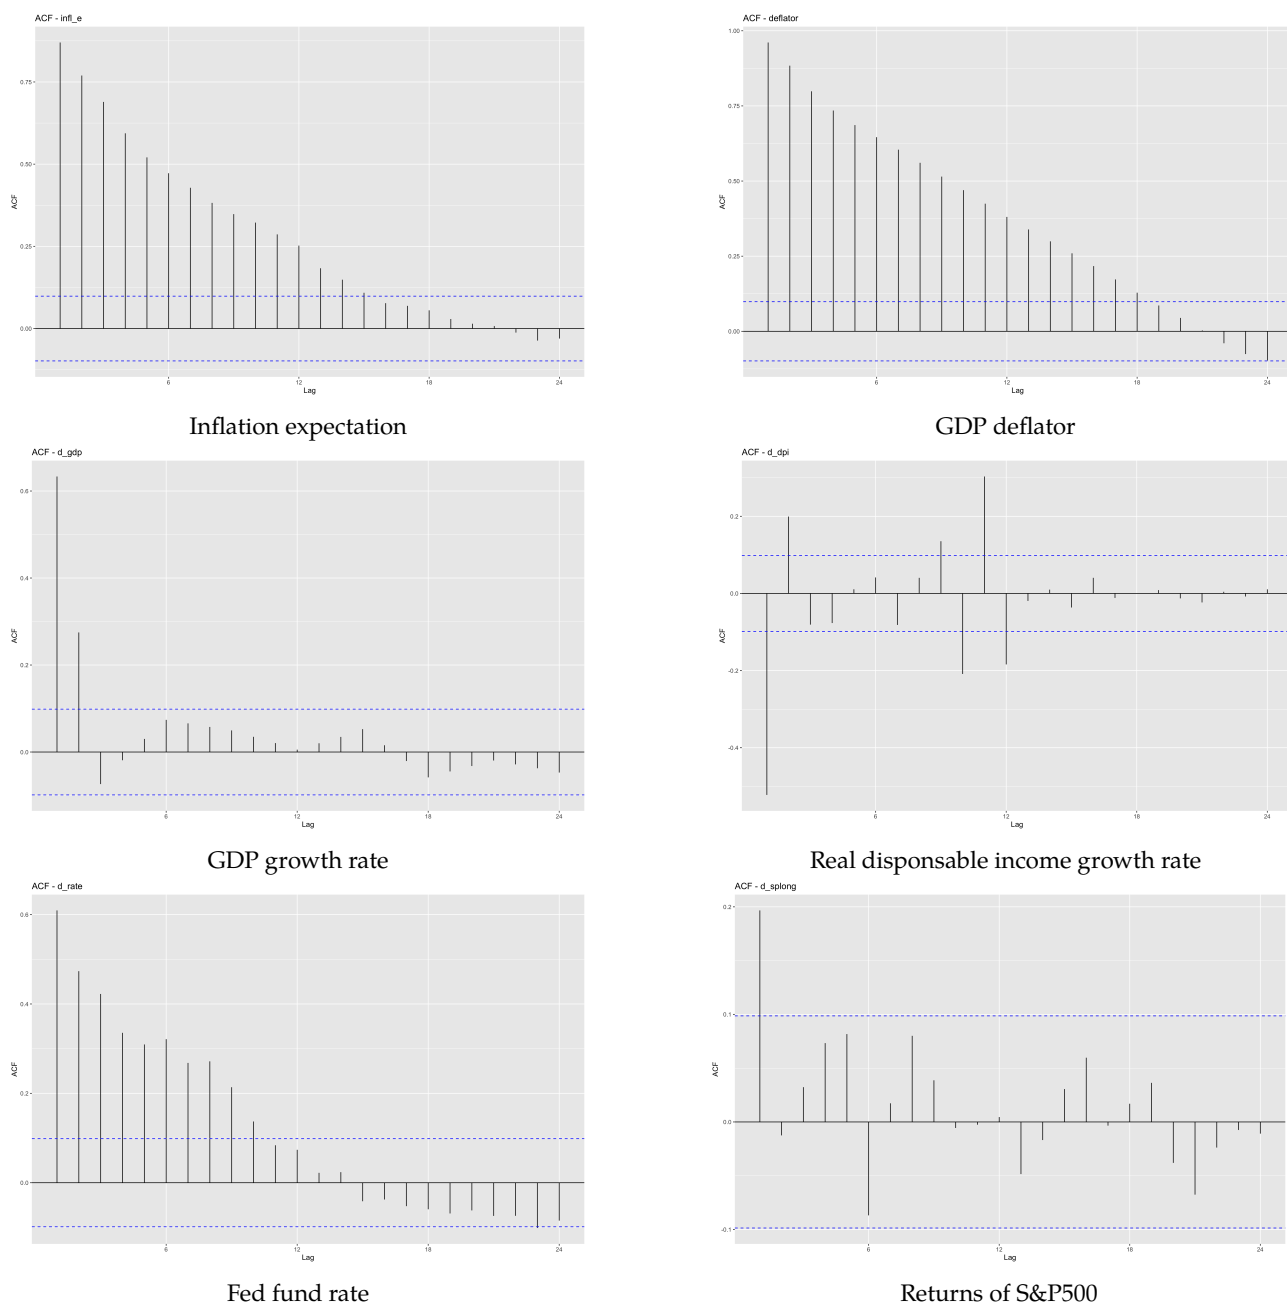 ACF - infl_e
0.75
0.50
0.25
0.00
ACF
6 12 18 24
Lag
Inflation expectation
ACF - deflator
1.00
0.75
0.50
0.25
0.00
ACF
6 12 18 24
Lag
GDP deflator
ACF - d_gdp
0.6
0.4
0.2
0.0
ACF
6 12 18 24
Lag
GDP growth rate
ACF - d_dpi
0.2
0.0
-0.2
-0.4
ACF
6 12 18 24
Lag
Real disponsable income growth rate
ACF - d_rate
0.6
0.4
0.2
0.0
ACF
6 12 18 24
Lag
Fed fund rate
ACF - d_splong
0.2
0.1
0.0
-0.1
ACF
6 12 18 24
Lag
Returns of S&P500